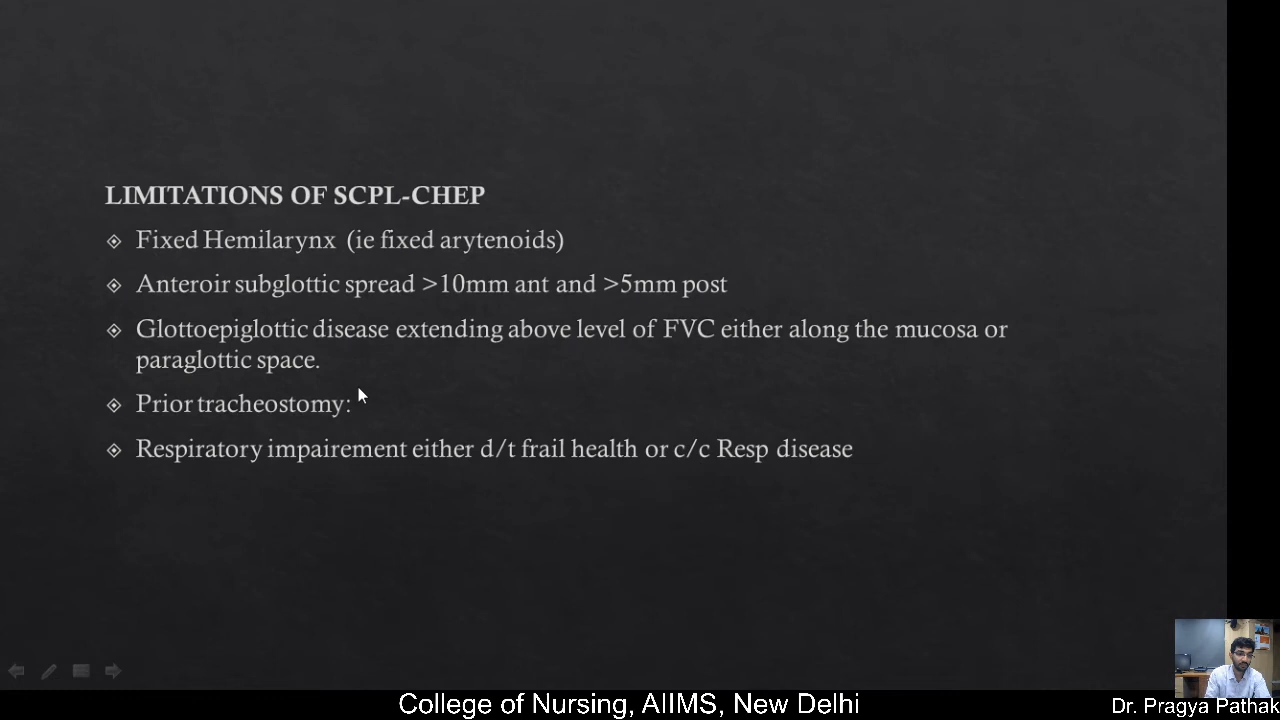 LIMITATIONS OF SCPL-CHEP
Fixed Hemilarynx (ie fixed arytenoids)
Anteroir subglottic spread >10mm ant and >5mm post
Glottoepiglottic disease extending above level of FVC either along the mucosa or
paraglottic space.
Prior tracheostomy:
Respiratory impairement either d/t frail health or c/c Resp disease
College of Nursing, AIIMS, New Delhi
Dr. Pragya Pathak